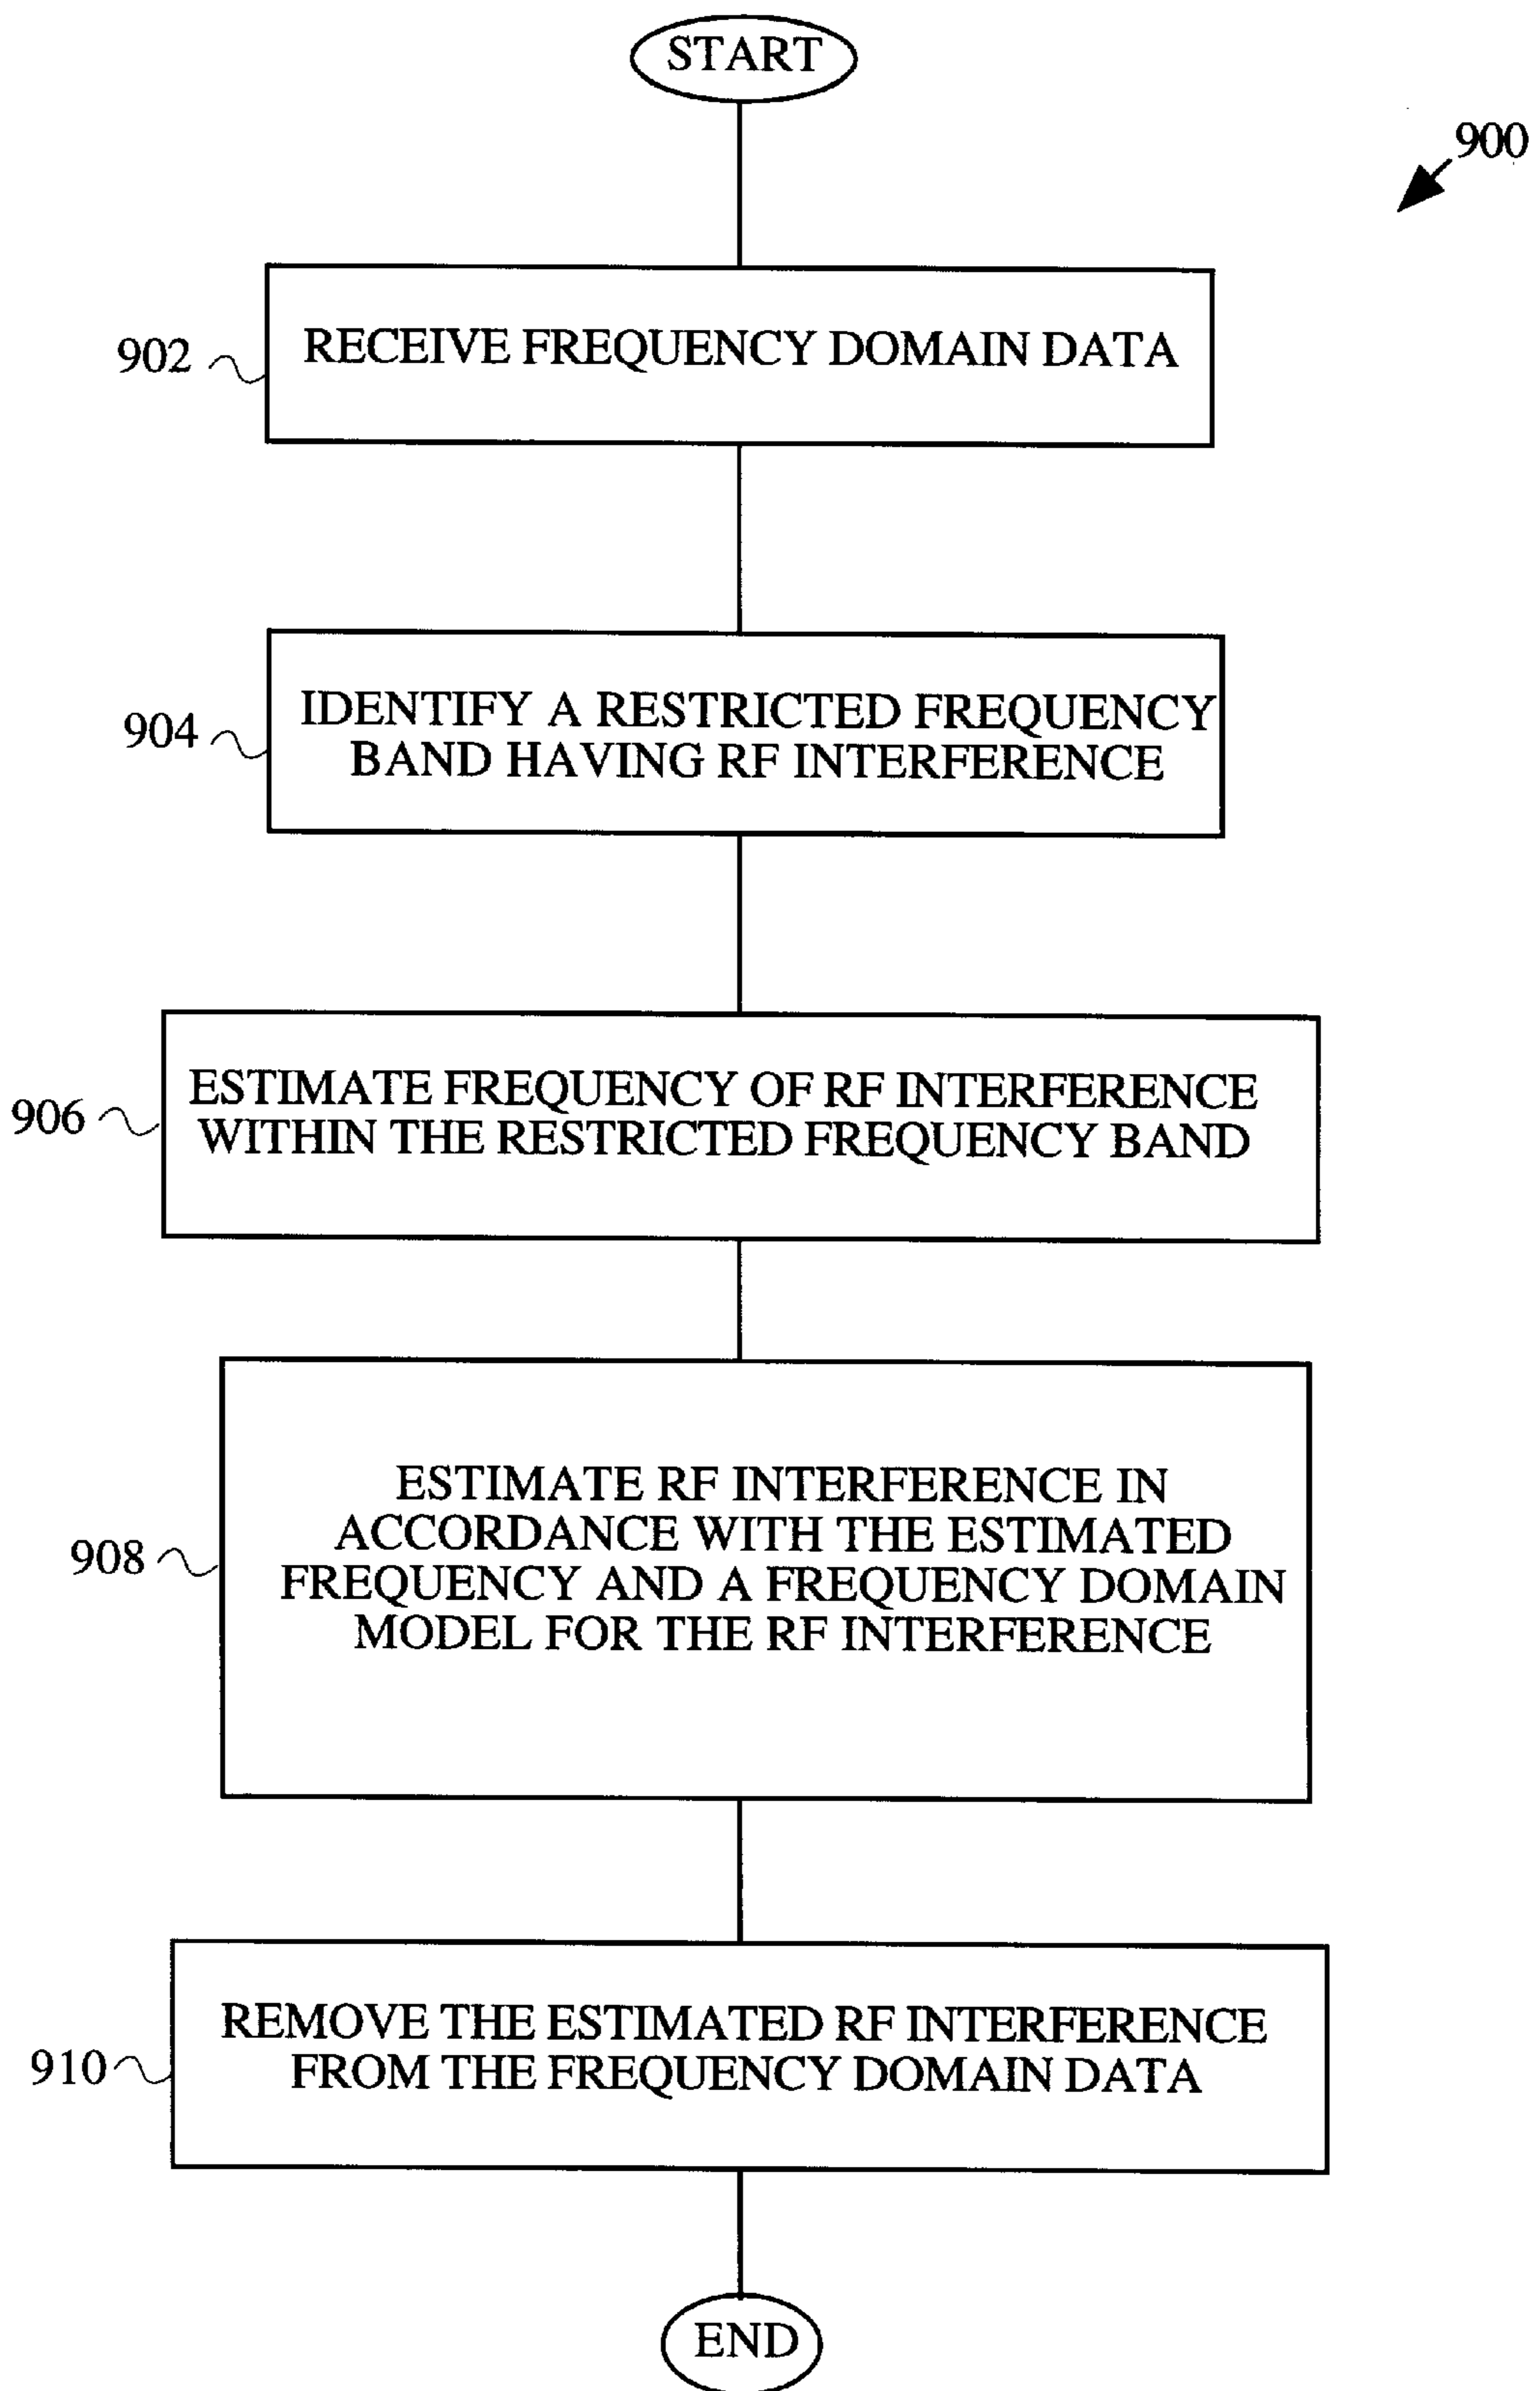 START
900
902
RECEIVE FREQUENCY DOMAIN DATA
904
IDENTIFY A RESTRICTED FREQUENCY
BAND HAVING RF INTERFERENCE
906
ESTIMATE FREQUENCY OF RF INTERFERENCE
WITHIN THE RESTRICTED FREQUENCY BAND
908
ESTIMATE RF INTERFERENCE IN
ACCORDANCE WITH THE ESTIMATED
FREQUENCY AND A FREQUENCY DOMAIN
MODEL FOR THE RF INTERFERENCE
910
REMOVE THE ESTIMATED RF INTERFERENCE
FROM THE FREQUENCY DOMAIN DATA
END